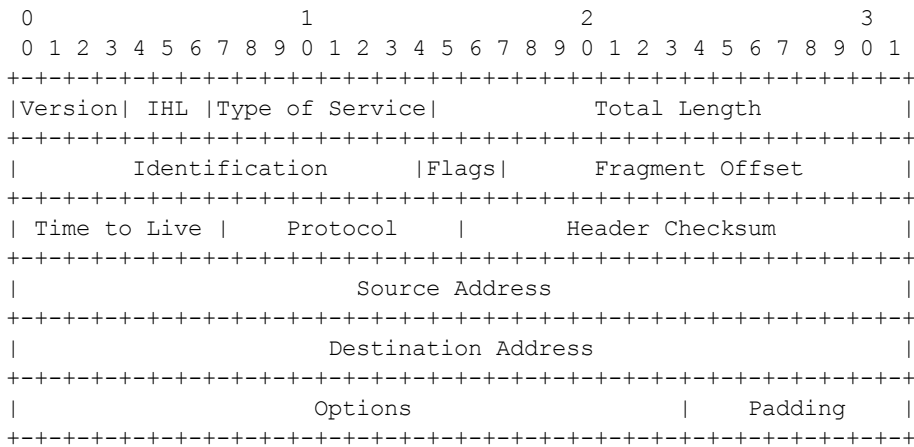 0                   1                   2                   3
 0 1 2 3 4 5 6 7 8 9 0 1 2 3 4 5 6 7 8 9 0 1 2 3 4 5 6 7 8 9 0 1
+-+-+-+-+-+-+-+-+-+-+-+-+-+-+-+-+-+-+-+-+-+-+-+-+-+-+-+-+-+-+-+-+
|Version| IHL |Type of Service|           Total Length          |
+-+-+-+-+-+-+-+-+-+-+-+-+-+-+-+-+-+-+-+-+-+-+-+-+-+-+-+-+-+-+-+-+
|        Identification      |Flags|      Fragment Offset       |
+-+-+-+-+-+-+-+-+-+-+-+-+-+-+-+-+-+-+-+-+-+-+-+-+-+-+-+-+-+-+-+-+
| Time to Live |    Protocol    |       Header Checksum         |
+-+-+-+-+-+-+-+-+-+-+-+-+-+-+-+-+-+-+-+-+-+-+-+-+-+-+-+-+-+-+-+-+
|                        Source Address                         |
+-+-+-+-+-+-+-+-+-+-+-+-+-+-+-+-+-+-+-+-+-+-+-+-+-+-+-+-+-+-+-+-+
|                      Destination Address                      |
+-+-+-+-+-+-+-+-+-+-+-+-+-+-+-+-+-+-+-+-+-+-+-+-+-+-+-+-+-+-+-+-+
|                     Options                   |    Padding    |
+-+-+-+-+-+-+-+-+-+-+-+-+-+-+-+-+-+-+-+-+-+-+-+-+-+-+-+-+-+-+-+-+